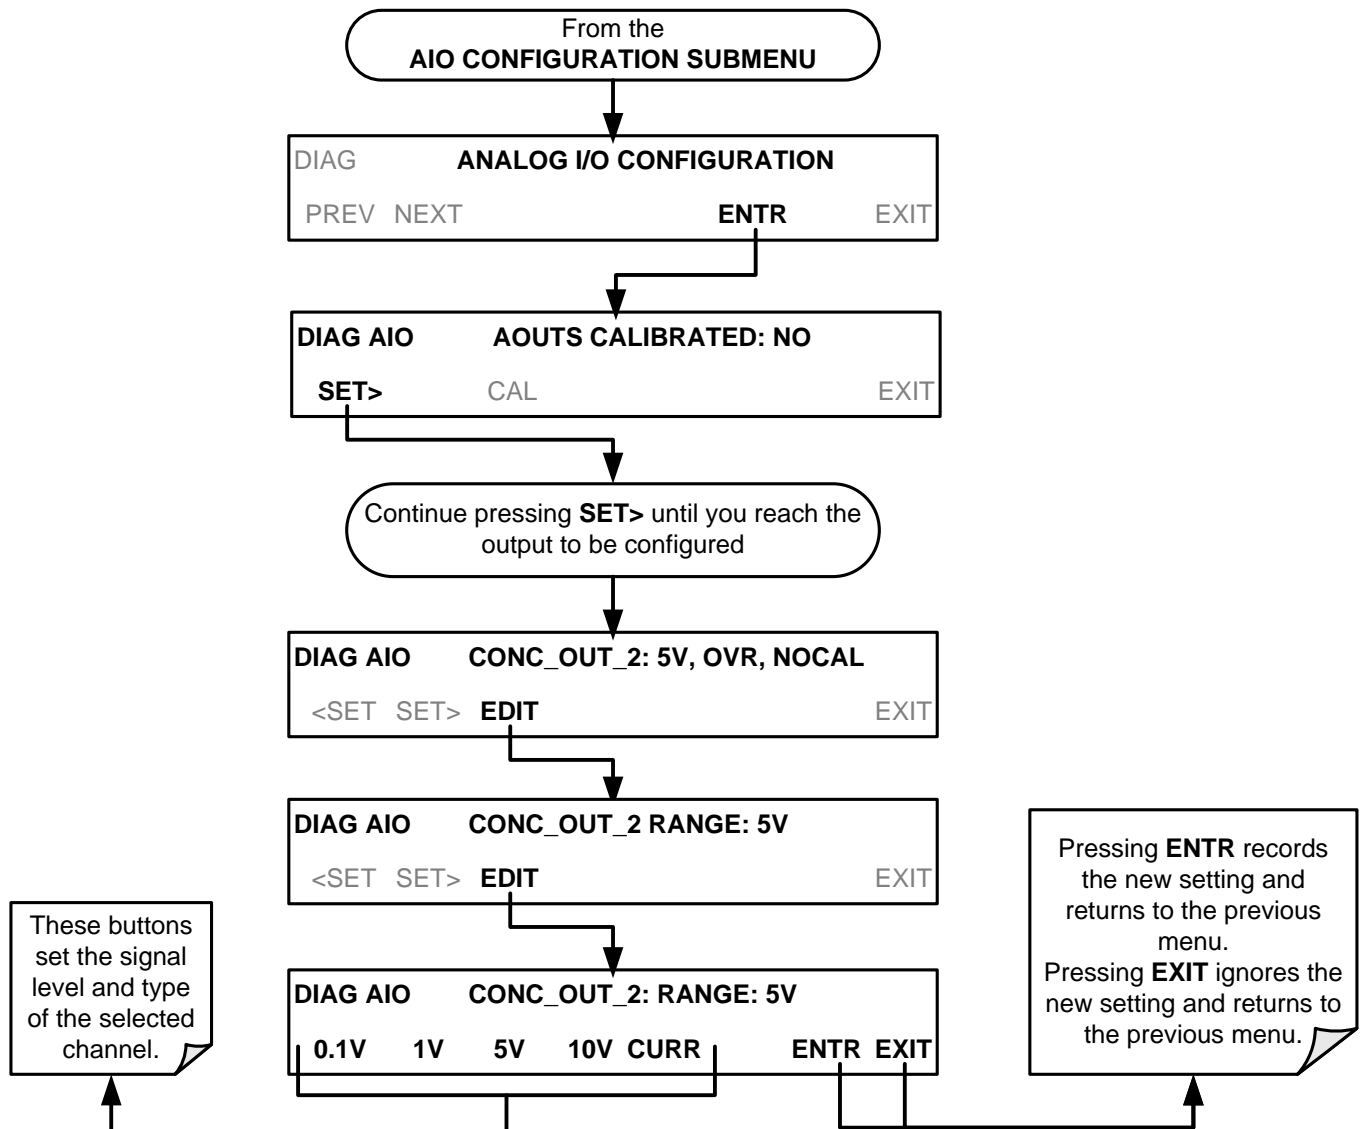 From the
AIO CONFIGURATION SUBMENU
DIAG ANALOG I/O CONFIGURATION
PREV NEXT ENTR EXIT
DIAG AIO AOUTS CALIBRATED: NO
SET> CAL EXIT
Continue pressing SET> until you reach the
output to be configured
DIAG AIO CONC_OUT_2: 5V, OVR, NOCAL
<SET SET> EDIT EXIT
DIAG AIO CONC_OUT_2 RANGE: 5V
<SET SET> EDIT EXIT
DIAG AIO CONC_OUT_2: RANGE: 5V
0.1V 1V 5V 10V CURR ENTR EXIT
These buttons
set the signal
level and type
of the selected
channel.
Pressing ENTR records
the new setting and
returns to the previous
menu.
Pressing EXIT ignores the
new setting and returns to
the previous menu.